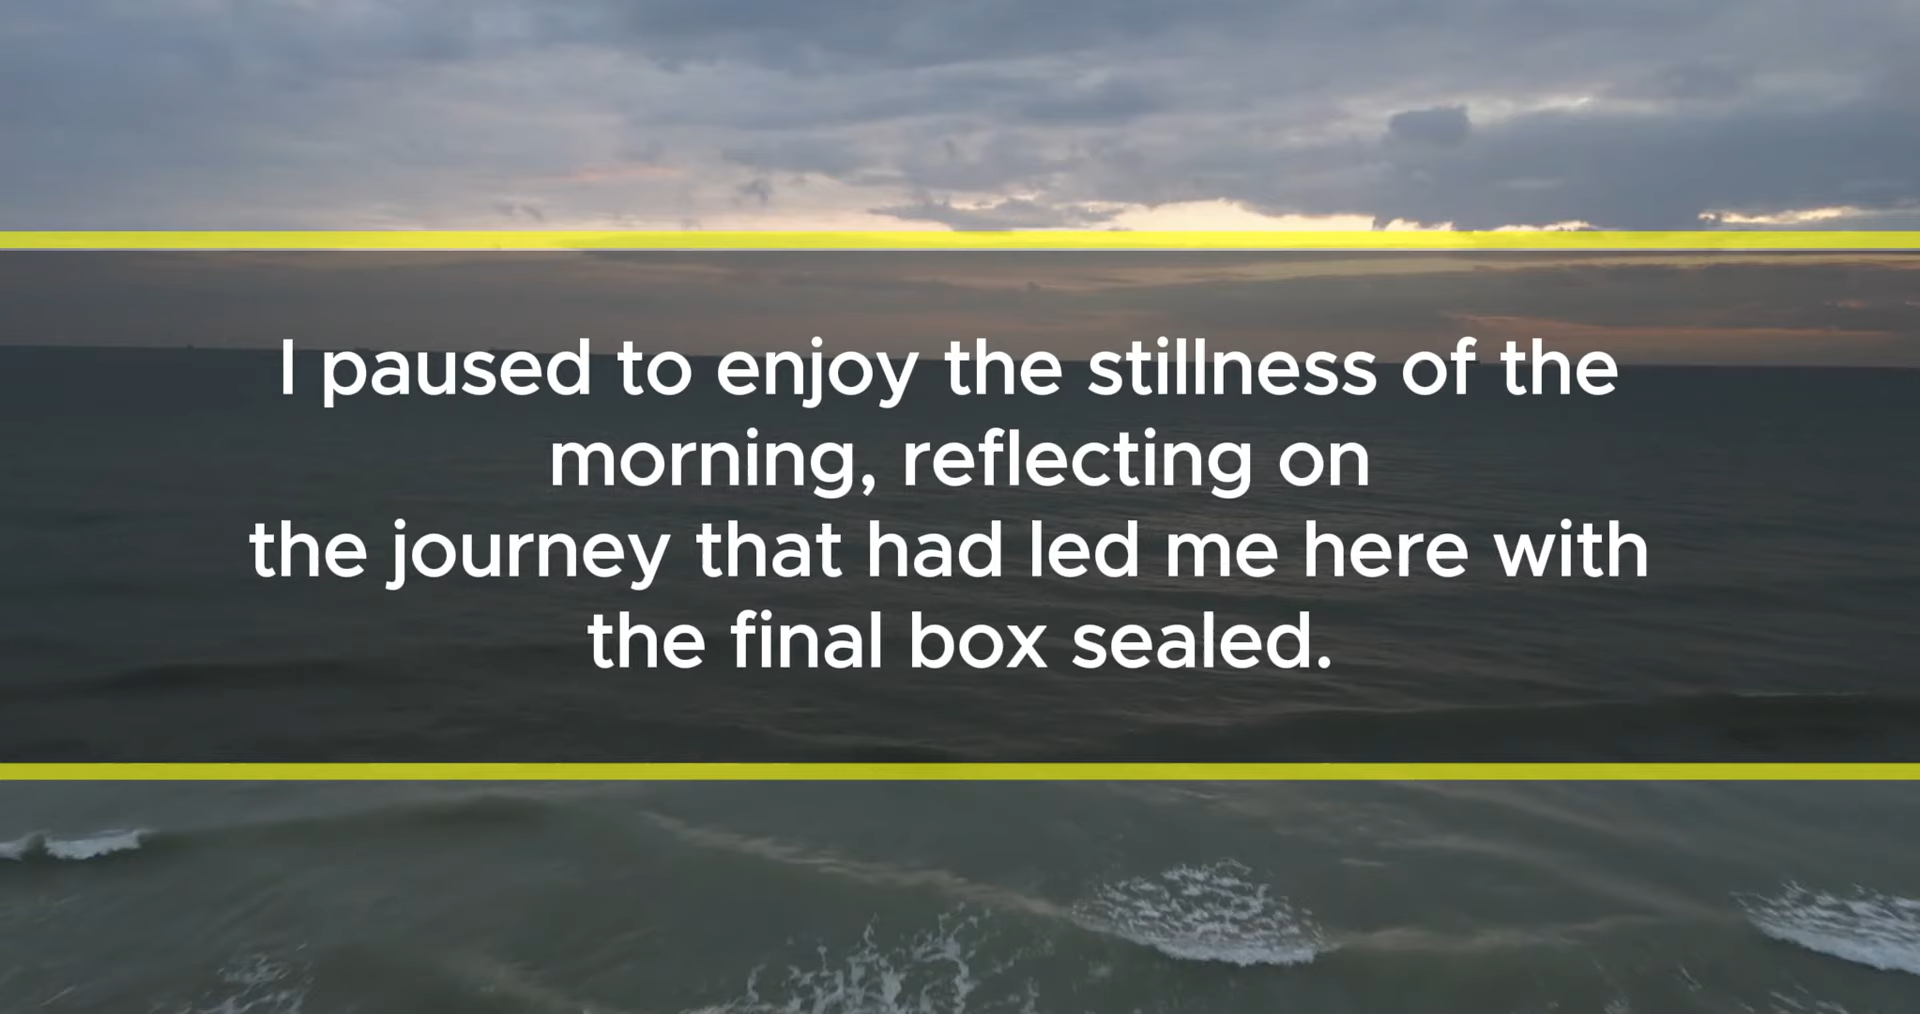 I paused to enjoy the stillness of the
morning, reflecting on
the journey that had led me here with
the final box sealed.